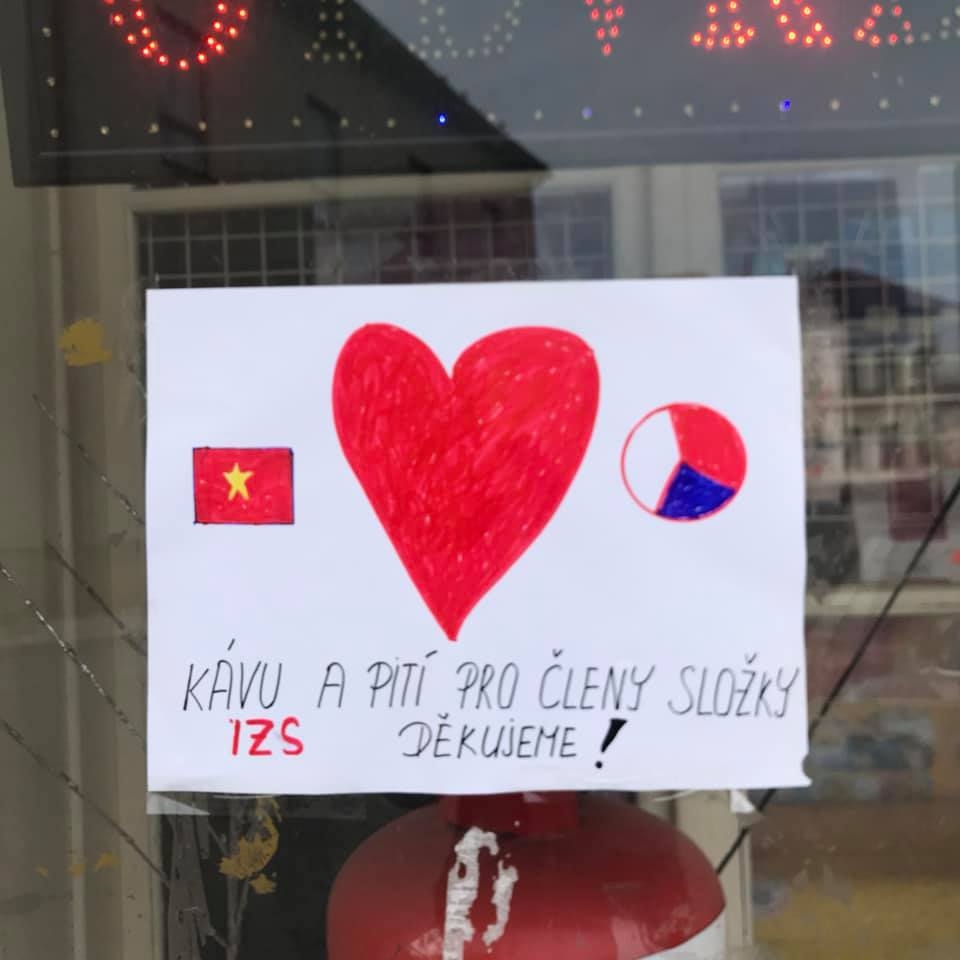 KÁVU A PITÍ PRO ČLENY SLOŽKY
IZS DĚKUJEME!